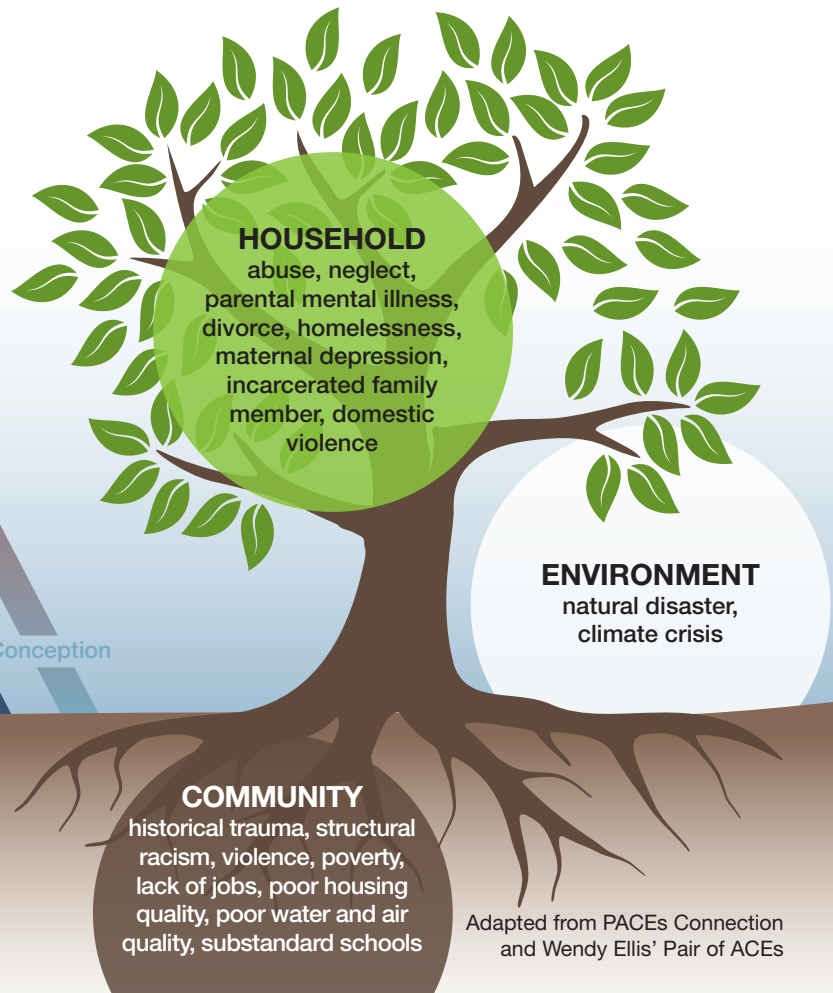 HOUSEHOLD
abuse, neglect,
parental mental illness,
divorce, homelessness,
maternal depression,
incarcerated family
member, domestic
violence
ENVIRONMENT
natural disaster,
climate crisis
Conception
COMMUNITY
historical trauma, structural
racism, violence, poverty,
lack of jobs, poor housing
quality, poor water and air
quality, substandard schools
Adapted from PACEs Connection
and Wendy Ellis’ Pair of ACEs